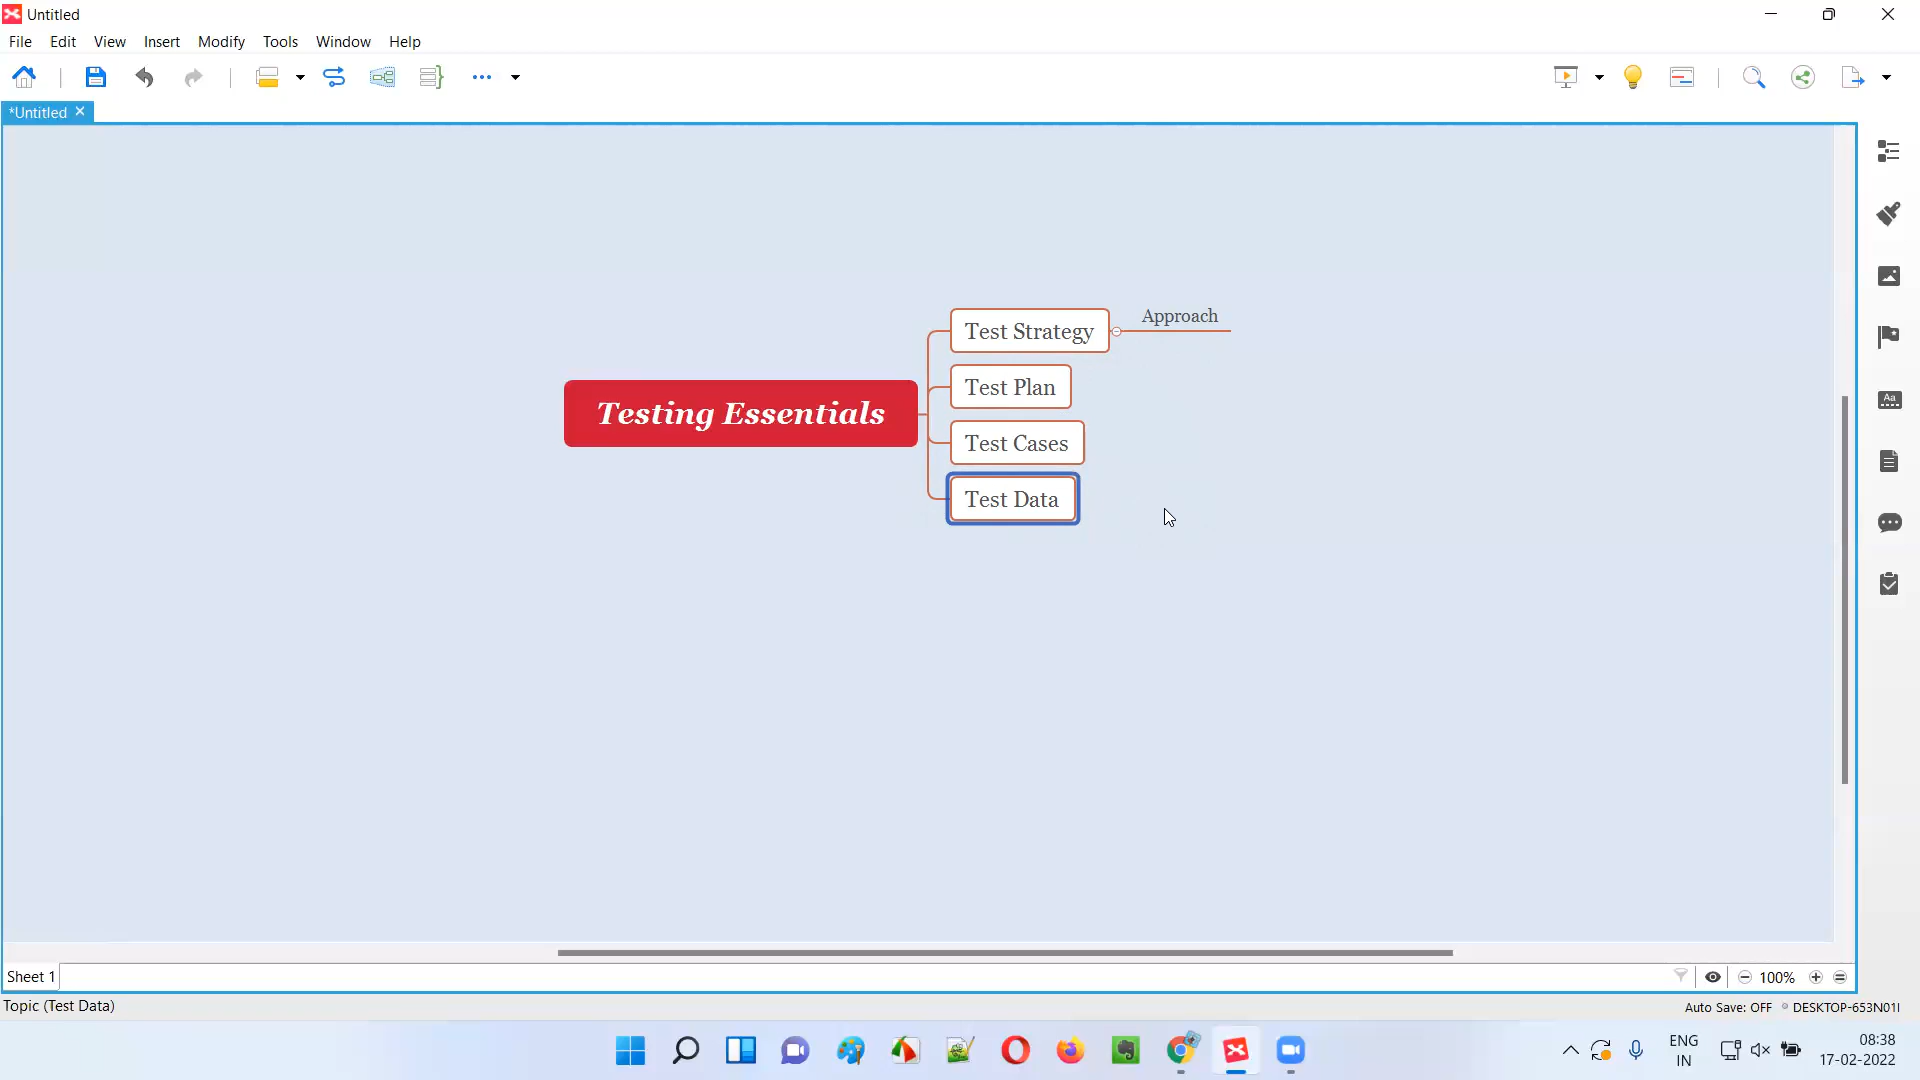 Untitled
File Edit View Insert Modify Tools Window Help
*Untitled
Approach
Test Strategy
Test Plan
Testing Essentials
Test Cases
Test Data
Aa
Sheet 1
100%
Topic (Test Data)
Auto Save: OFF
DESKTOP-653N01I
ENG
IN
08:38
17-02-2022